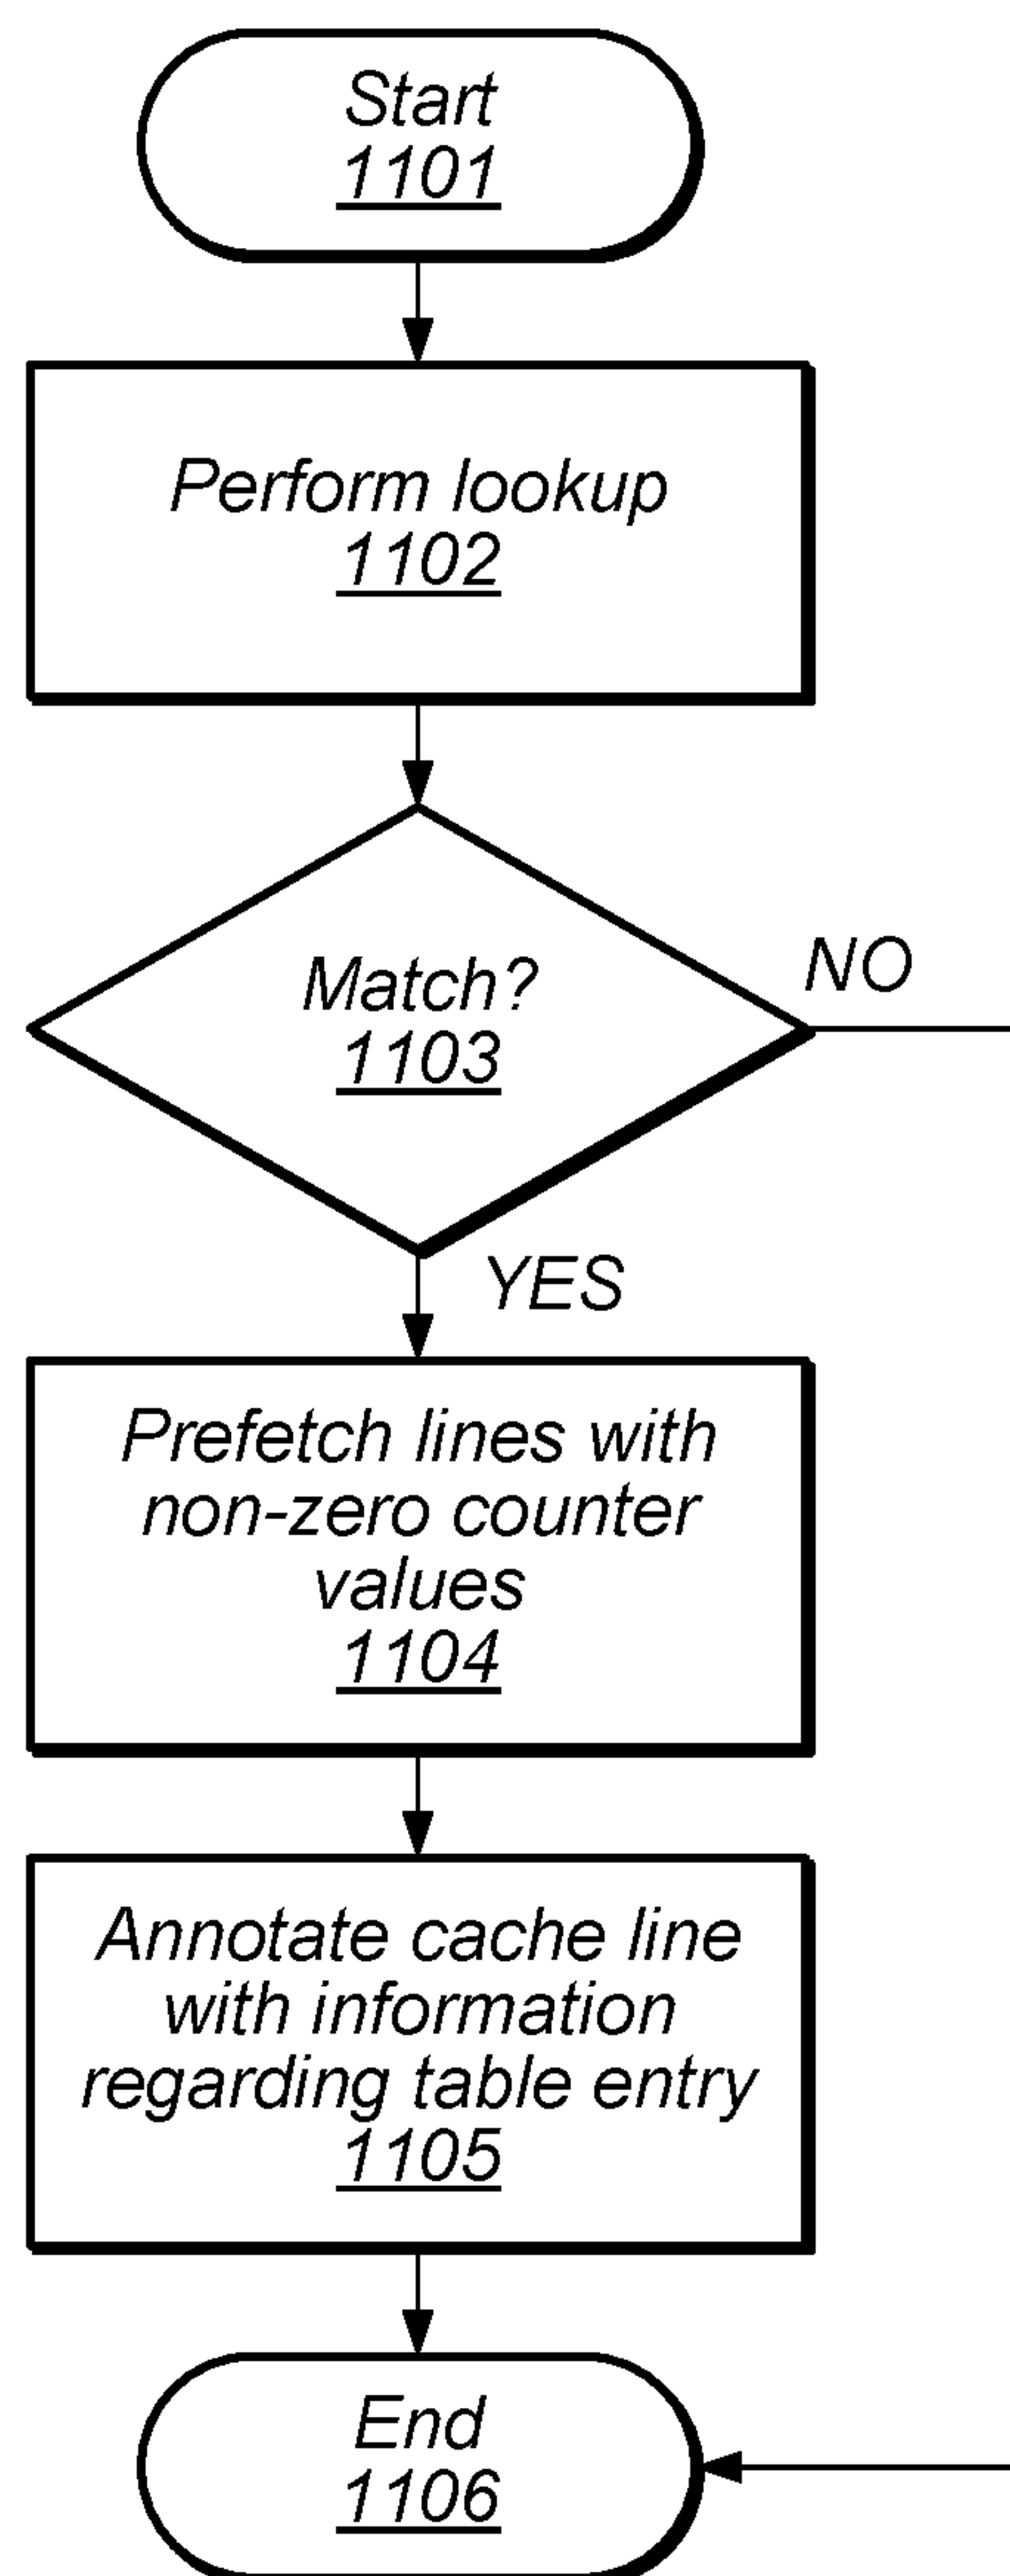 Start
1101
Perform lookup
1102
Match?
1103
NO
YES
Prefetch lines with
non-zero counter
values
1104
Annotate cache line
with information
regarding table entry
1105
End
1106